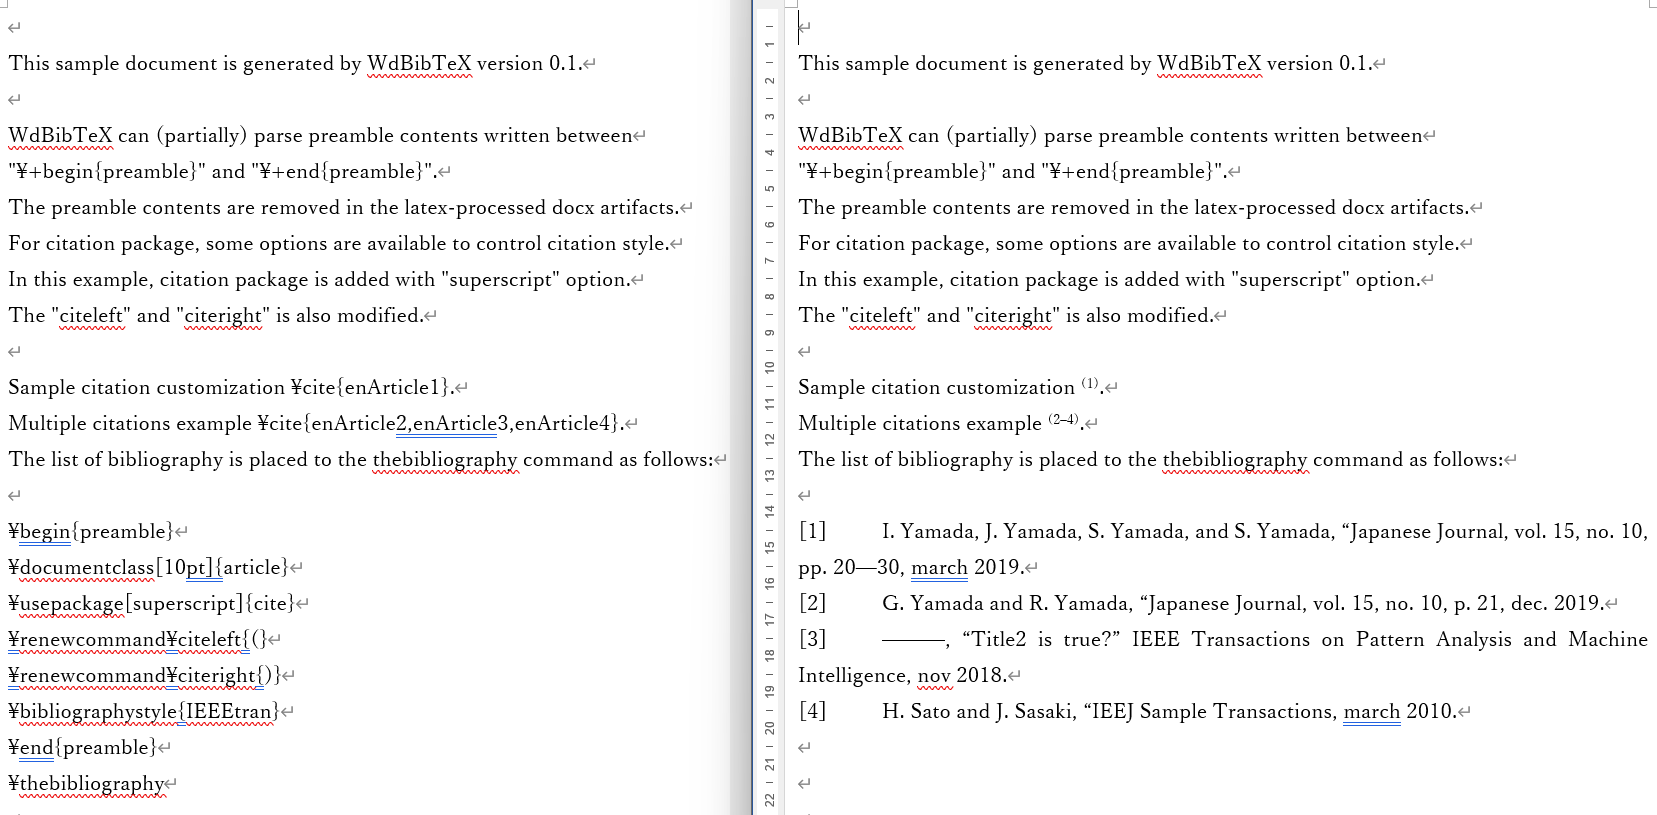 This sample document is generated by WdBibTeX version 0.1.
WdBibTeX can (partially) parse preamble contents written between
"¥+begin{preamble}" and "¥+end{preamble}".
The preamble contents are removed in the latex-processed docx artifacts.
For citation package, some options are available to control citation style.
In this example, citation package is added with "superscript" option.
The "citeleft" and "citeright" is also modified.
Sample citation customization ¥cite{enArticle1}.
Multiple citations example ¥cite{enArticle2,enArticle3,enArticle4}.
The list of bibliography is placed to the thebibliography command as follows:
¥begin{preamble}
¥documentclass[10pt]{article}
¥usepackage[superscript]{cite}
¥renewcommand¥citeleft{(}
¥renewcommand¥citeright{)}
¥bibliographystyle{IEEEtran}
¥end{preamble}
¥thebibliography
1
2
3
4
5
6
7
8
9
10
11
12
13
14
15
16
17
18
19
20
21
22
This sample document is generated by WdBibTeX version 0.1.
WdBibTeX can (partially) parse preamble contents written between
"¥+begin{preamble}" and "¥+end{preamble}".
The preamble contents are removed in the latex-processed docx artifacts.
For citation package, some options are available to control citation style.
In this example, citation package is added with "superscript" option.
The "citeleft" and "citeright" is also modified.
Sample citation customization (1).
Multiple citations example (2–4).
The list of bibliography is placed to the thebibliography command as follows:
[1] I. Yamada, J. Yamada, S. Yamada, and S. Yamada, “Japanese Journal, vol. 15, no. 10,
pp. 20—30, march 2019.
[2] G. Yamada and R. Yamada, “Japanese Journal, vol. 15, no. 10, p. 21, dec. 2019.
[3] ———, “Title2 is true?” IEEE Transactions on Pattern Analysis and Machine
Intelligence, nov 2018.
[4] H. Sato and J. Sasaki, “IEEJ Sample Transactions, march 2010.